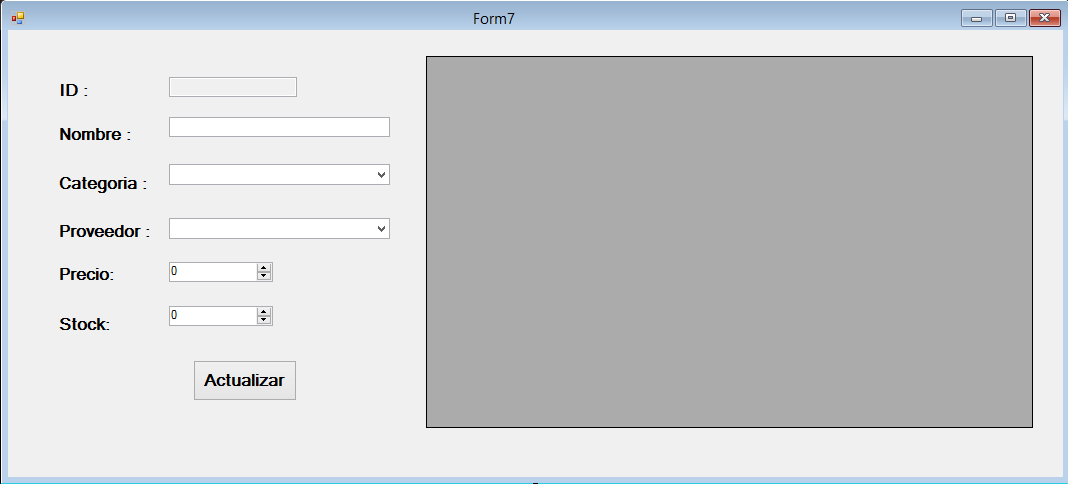 Form7
ID :
Nombre :
Categoria :
Proveedor :
Precio: 0
Stock: 0
Actualizar